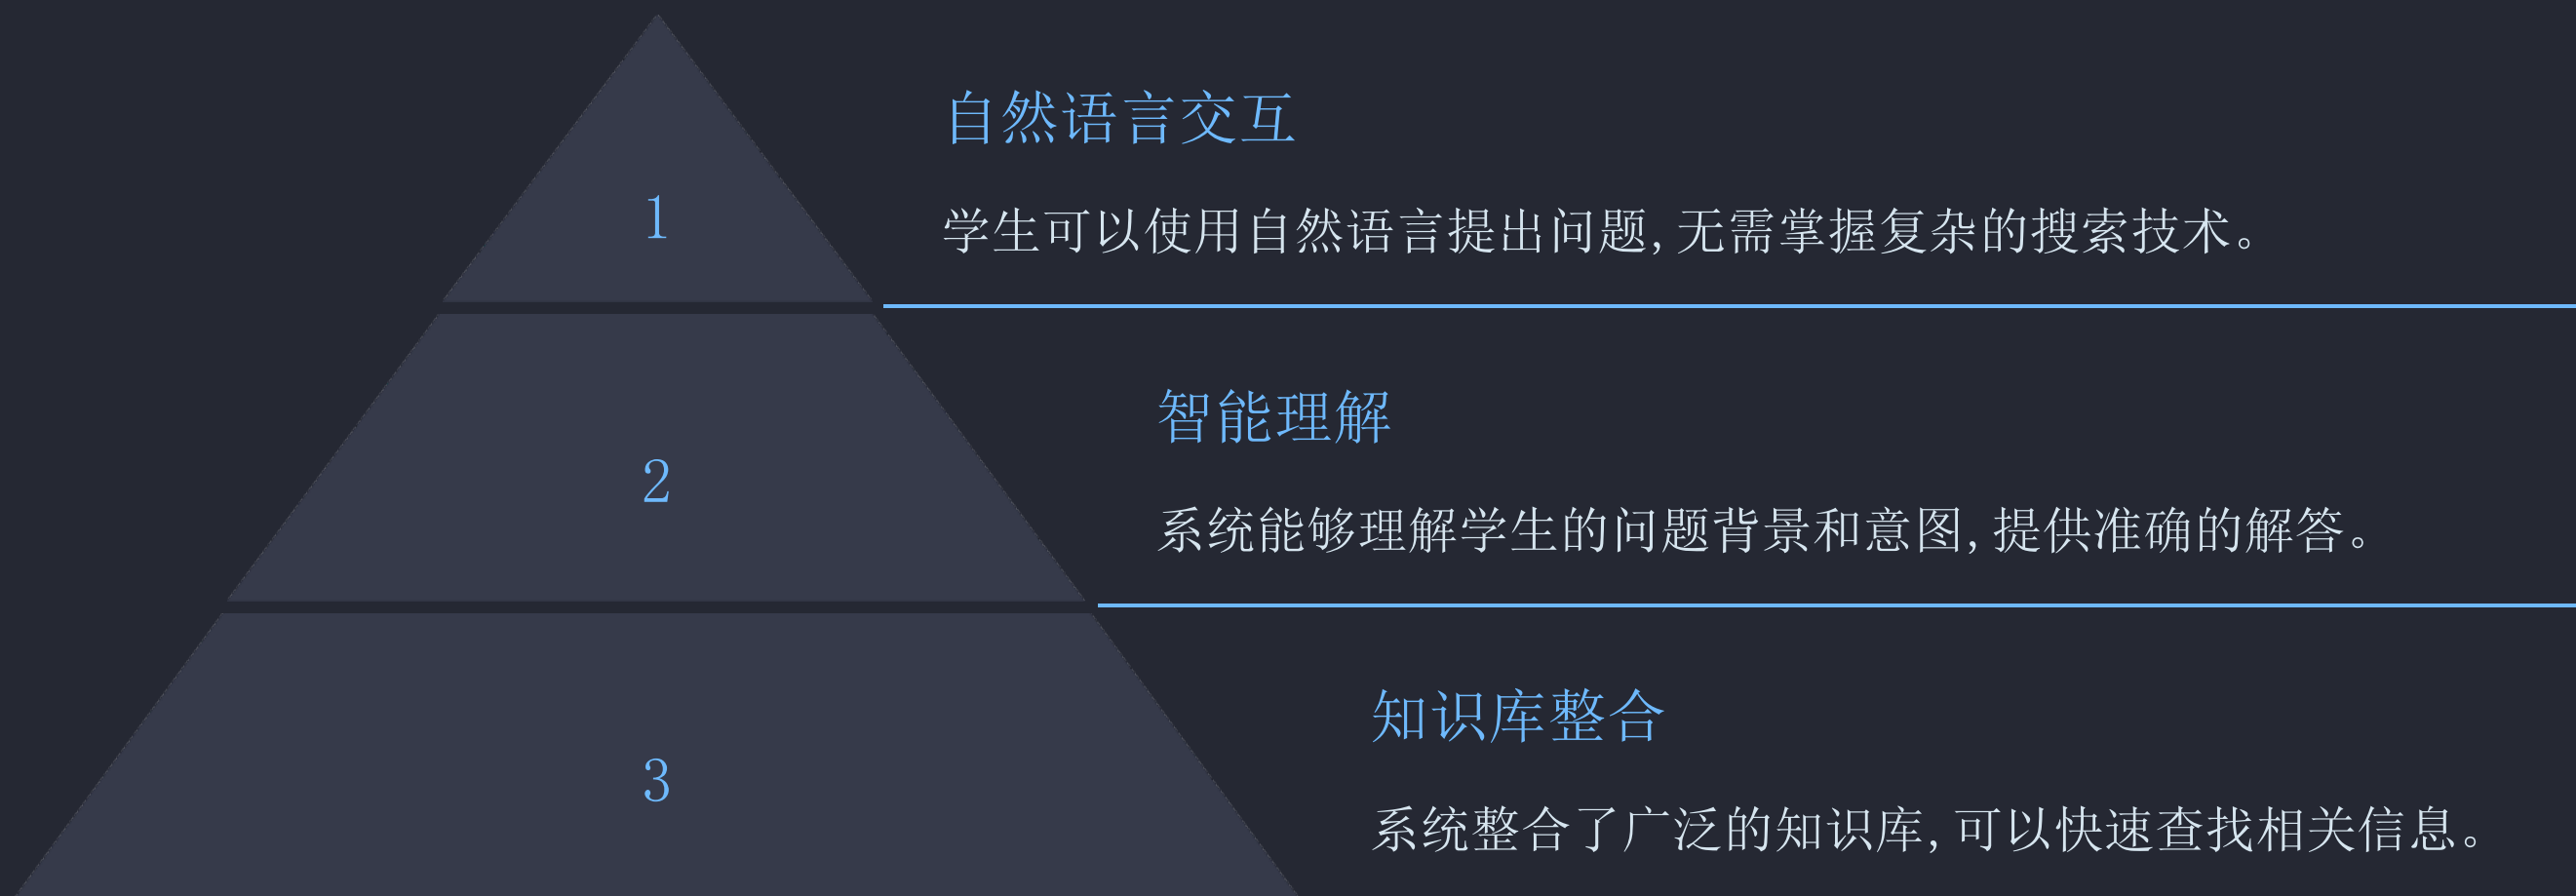 自然语言交互
1
学生可以使用自然语言提出问题,无需掌握复杂的搜索技术。
智能理解
2
系统能够理解学生的问题背景和意图,提供准确的解答。
知识库整合
3
系统整合了广泛的知识库,可以快速查找相关信息。